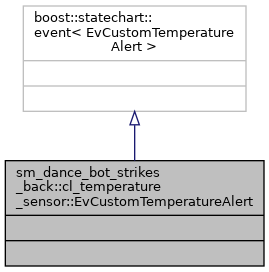 boost::statechart::
event< EvCustomTemperature
Alert >
sm_dance_bot_strikes
_back::cl_temperature
_sensor::EvCustomTemperatureAlert